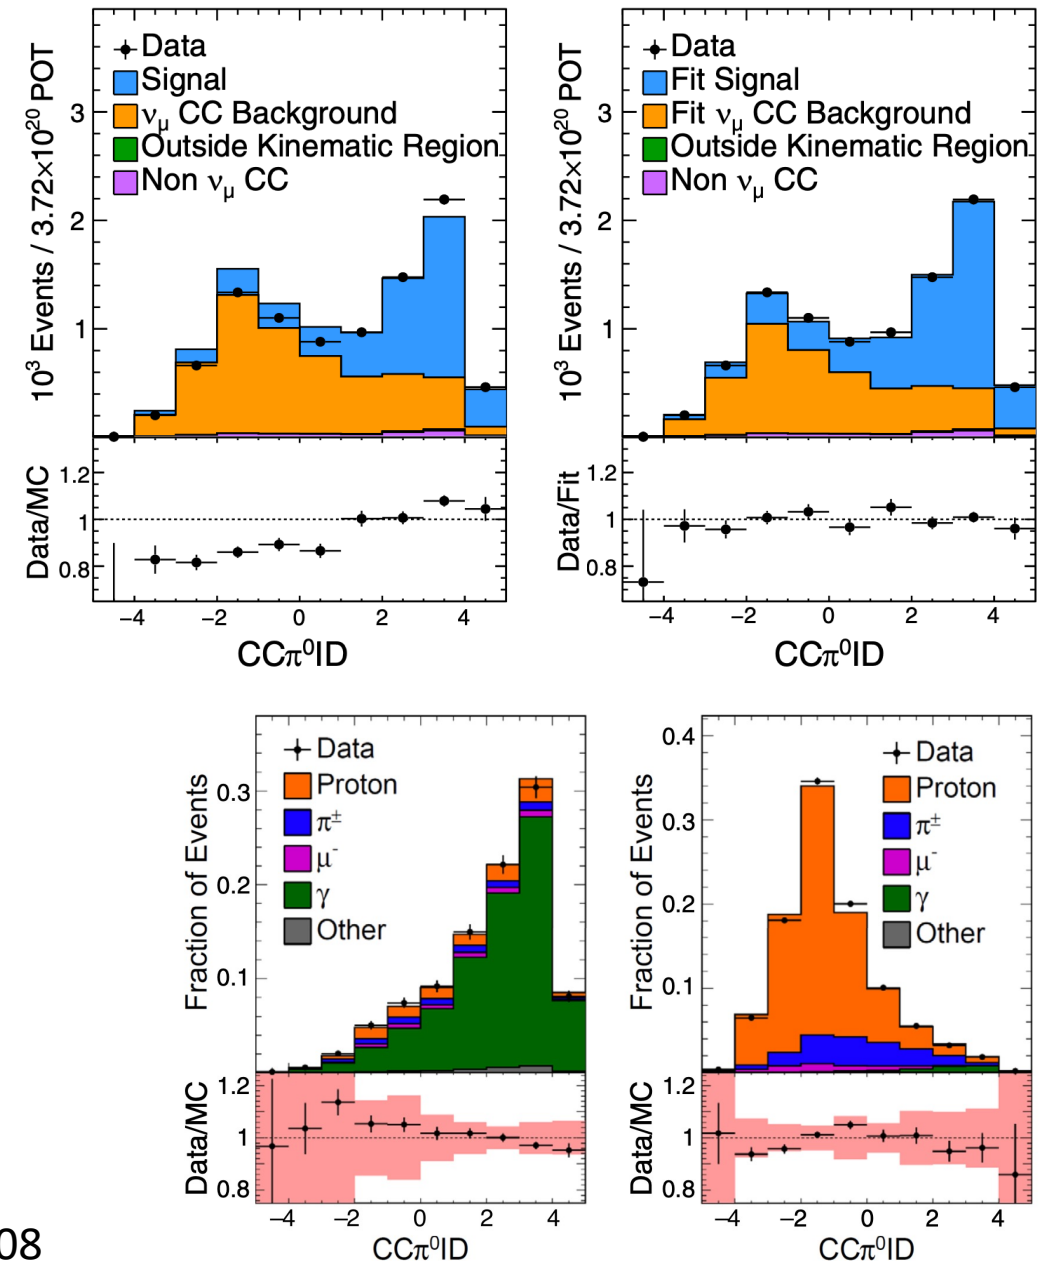 Data
Signal
νμ CC Background
Outside Kinematic Region
Non νμ CC
10³ Events / 3.72×10²⁰ POT
3
2
1
Data/MC
1.2
1
0.8
−4 −2 0 2 4
CCπ⁰ID
Data
Fit Signal
Fit νμ CC Background
Outside Kinematic Region
Non νμ CC
10³ Events / 3.72×10²⁰ POT
3
2
1
Data/Fit
1.2
1
0.8
−4 −2 0 2 4
CCπ⁰ID
Data
Proton
π±
μ-
γ
Other
Fraction of Events
0.3
0.2
0.1
Data/MC
1.2
1
0.8
−4 −2 0 2 4
CCπ⁰ID
Data
Proton
π±
μ-
γ
Other
Fraction of Events
0.4
0.3
0.2
0.1
Data/MC
1.2
1
0.8
−4 −2 0 2 4
CCπ⁰ID
08